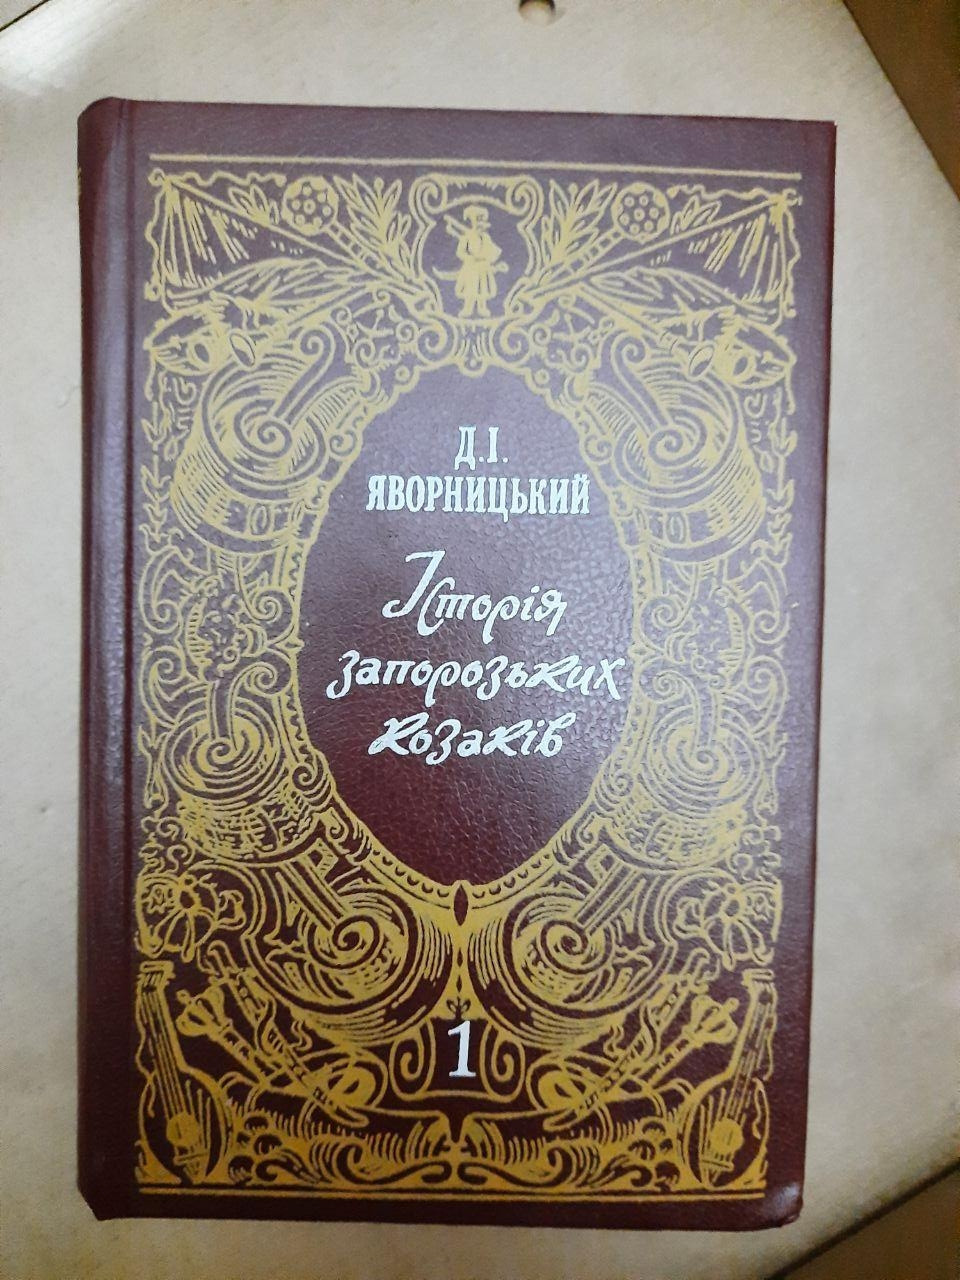 Д.І.
ЯВОРНИЦЬКИЙ
Історія
запорозьких
козаків
1